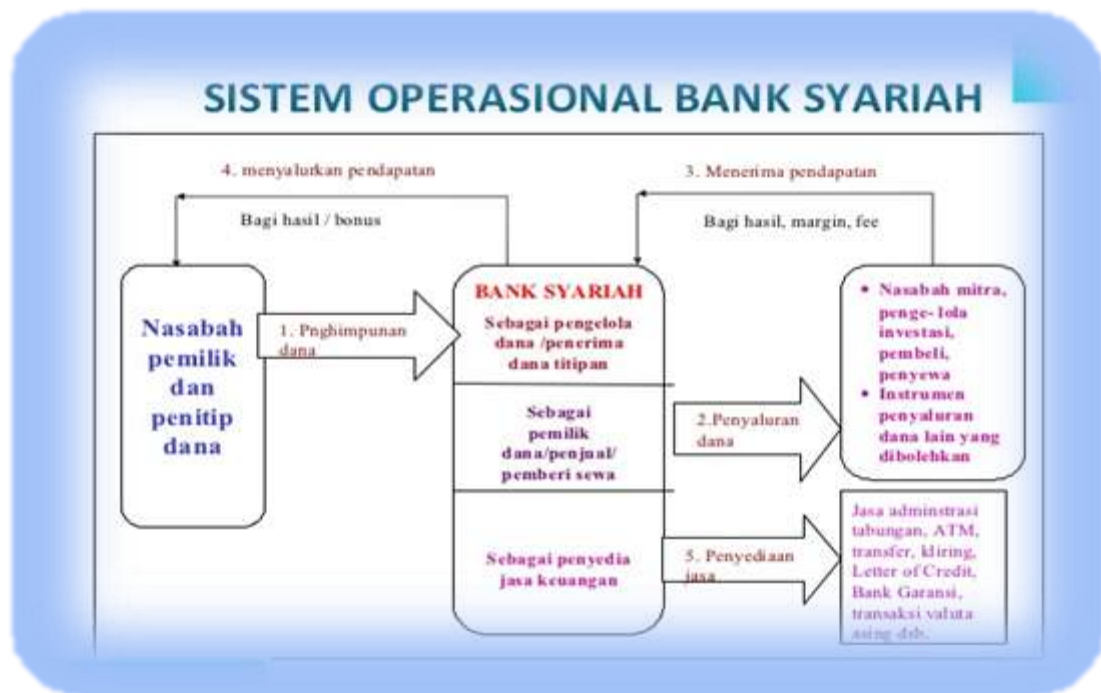 SISTEM OPERASIONAL BANK SYARIAH
4. menyalurkan pendapatan
Bagi hasil / bonus
3. Menerima pendapatan
Bagi hasil, margin, fee
Nasabah
pemilik
dan
penitip
dana
1. Pnghimpunan
dana
BANK SYARIAH
Sebagai pengelola
dana /penerima
dana titipan
Sebagai
pemilik
dana/penjual/
pemberi sewa
Sebagai penyedia
jasa keuangan
2.Penyaluran
dana
5. Penyediaan
jasa
• Nasabah mitra,
penge- lola
investasi,
pembeli,
penyewa
• Instrumen
penyaluran
dana lain yang
dibolehkan
Jasa adminstrasi
tabungan, ATM,
transfer, kliring,
Letter of Credit,
Bank Garansi,
transaksi valuta
asing dsb.